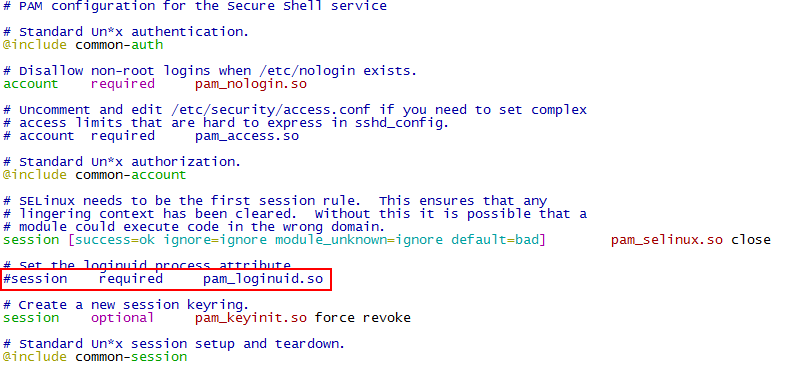 # PAM configuration for the Secure Shell service
# Standard Un*x authentication.
@include common-auth
# Disallow non-root logins when /etc/nologin exists.
account    required     pam_nologin.so
# Uncomment and edit /etc/security/access.conf if you need to set complex
# access limits that are hard to express in sshd_config.
# account  required     pam_access.so
# Standard Un*x authorization.
@include common-account
# SELinux needs to be the first session rule.  This ensures that any
# lingering context has been cleared.  Without this it is possible that a
# module could execute code in the wrong domain.
session [success=ok ignore=ignore module_unknown=ignore default=bad]        pam_selinux.so close
# Set the loginuid process attribute
#session    required     pam_loginuid.so
# Create a new session keyring.
session    optional     pam_keyinit.so force revoke
# Standard Un*x session setup and teardown.
@include common-session